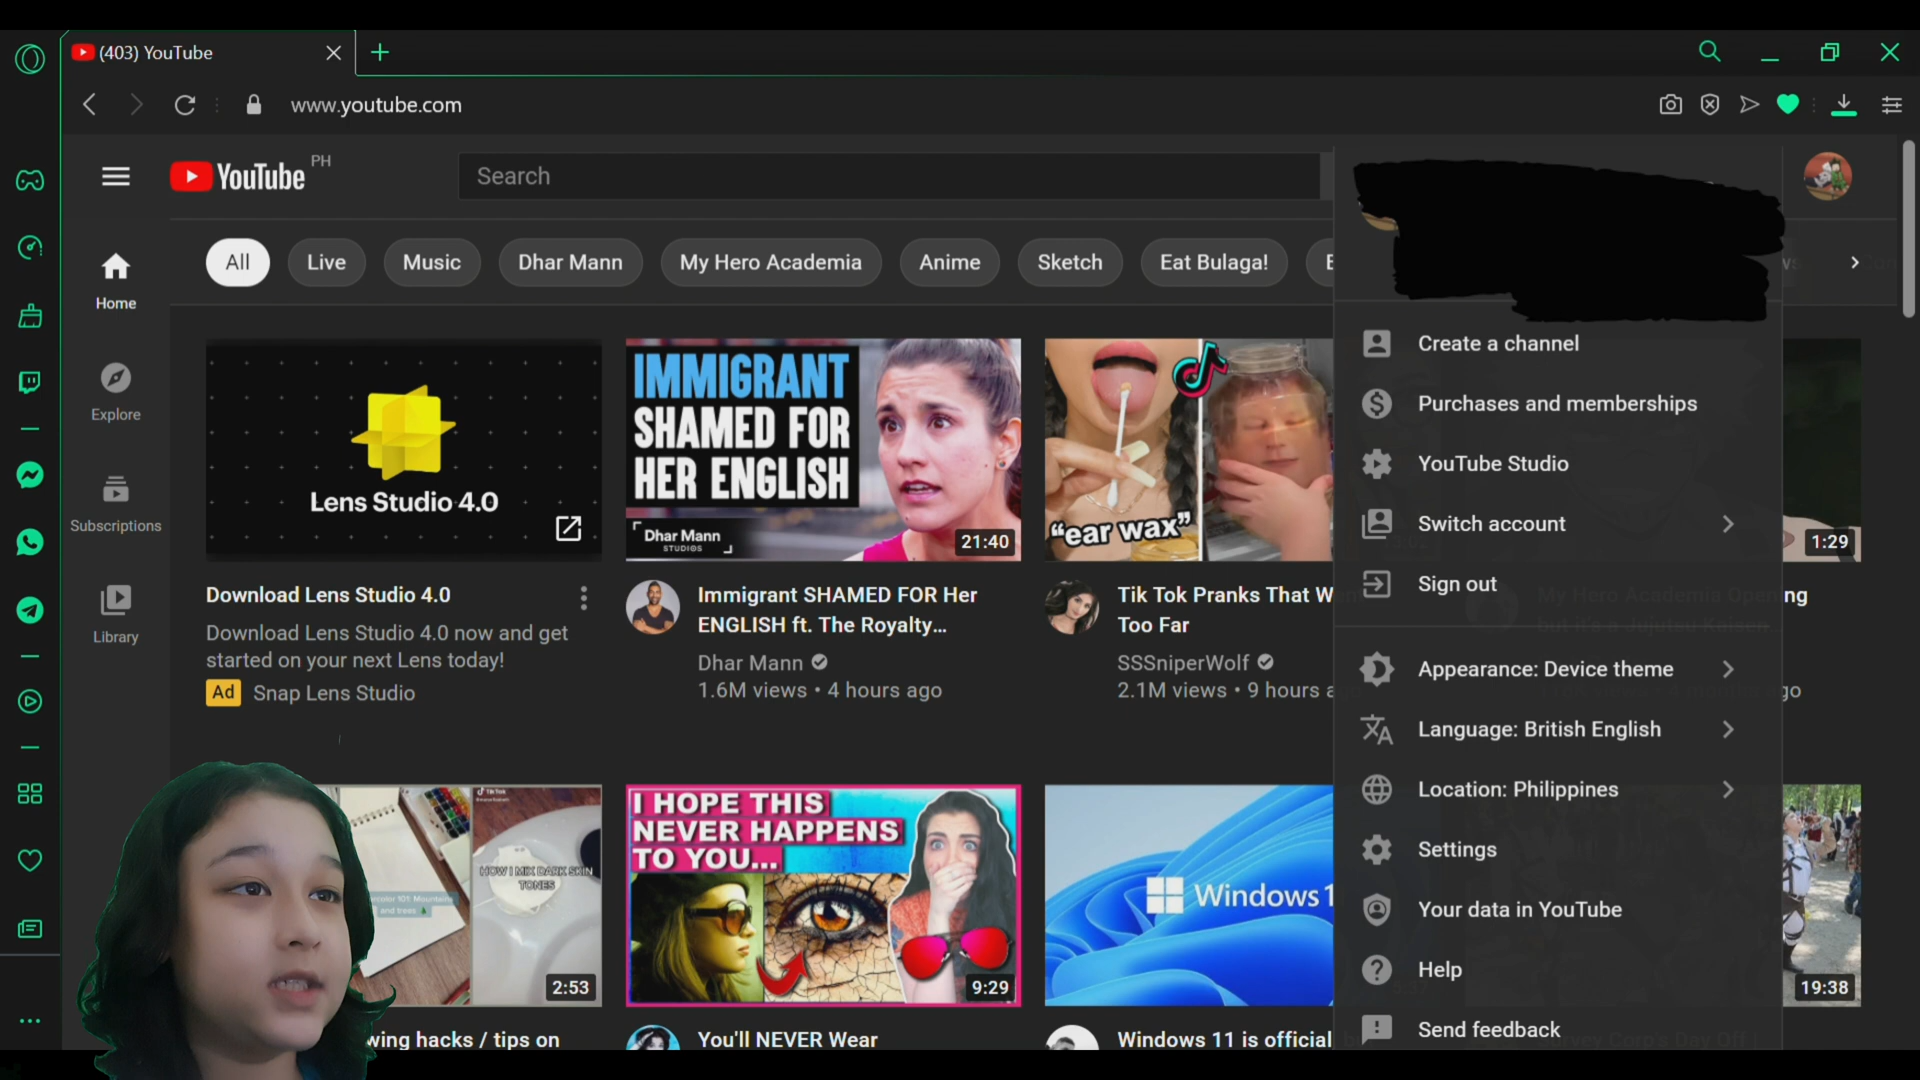 (403) YouTube
www.youtube.com
YouTube PH
Search
All
Live
Music
Dhar Mann
My Hero Academia
Anime
Sketch
Eat Bulaga!
Home
Explore
Subscriptions
Library
Lens Studio 4.0
IMMIGRANT
SHAMED FOR
HER ENGLISH
Dhar Mann
STUDIOS
21:40
"ear wax"
1:29
Download Lens Studio 4.0
Download Lens Studio 4.0 now and get
started on your next Lens today!
Ad Snap Lens Studio
Immigrant SHAMED FOR Her
ENGLISH ft. The Royalty...
Dhar Mann
1.6M views • 4 hours ago
Tik Tok Pranks That W
Too Far
SSSniperWolf
2.1M views • 9 hours a
My Hero Academia Opening
but it's a Jujutsu Kaisen
go
TikTok
HOW I MIX DARK SKIN
TONES
and trees
2:53
I HOPE THIS
NEVER HAPPENS
TO YOU...
9:29
Windows 1
19:38
wing hacks / tips on
You'll NEVER Wear
Windows 11 is official
Create a channel
Purchases and memberships
YouTube Studio
Switch account
Sign out
Appearance: Device theme
Language: British English
Location: Philippines
Settings
Your data in YouTube
Help
Send feedback